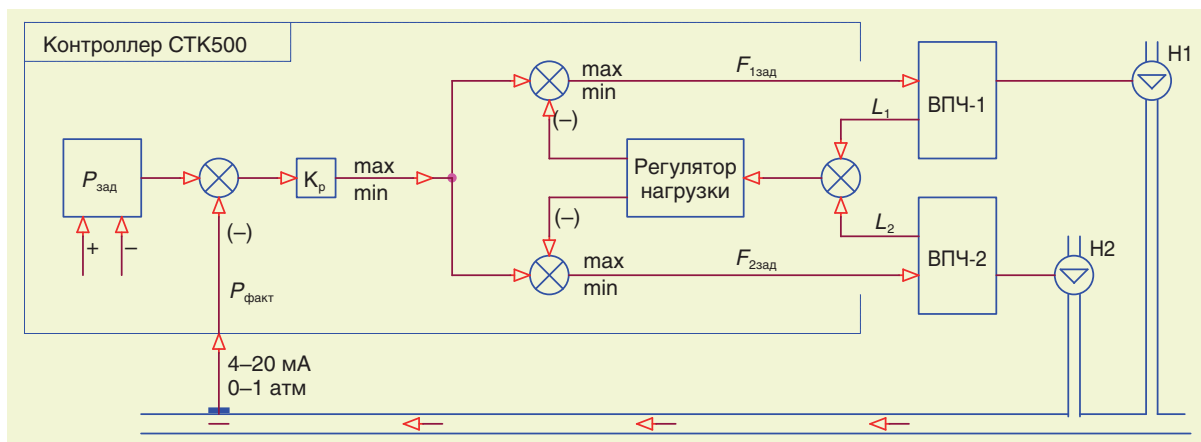 Контроллер СТК500
Pзад
+
–
(–)
Kр
max
min
Pфакт
4–20 мА
0–1 атм
max
min
F1зад
(–)
Регулятор
нагрузки
(–)
max
min
F2зад
L1
L2
ВПЧ-1
ВПЧ-2
Н1
Н2